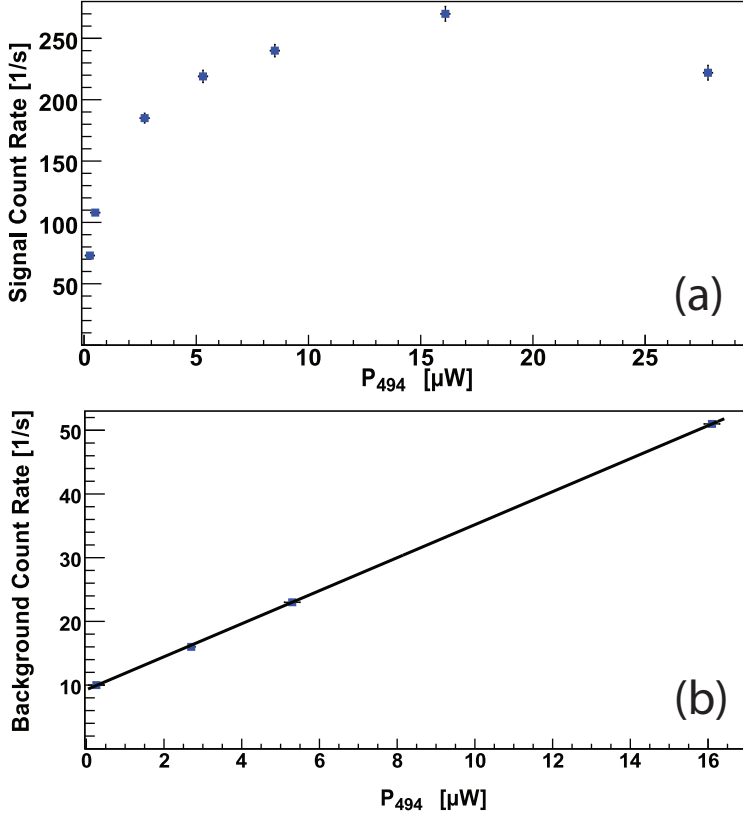 Signal Count Rate [1/s]
250
200
150
100
50
(a)
0 5 10 15 20 25
P494 [µW]
Background Count Rate [1/s]
50
40
30
20
10
(b)
0 2 4 6 8 10 12 14 16
P494 [µW]